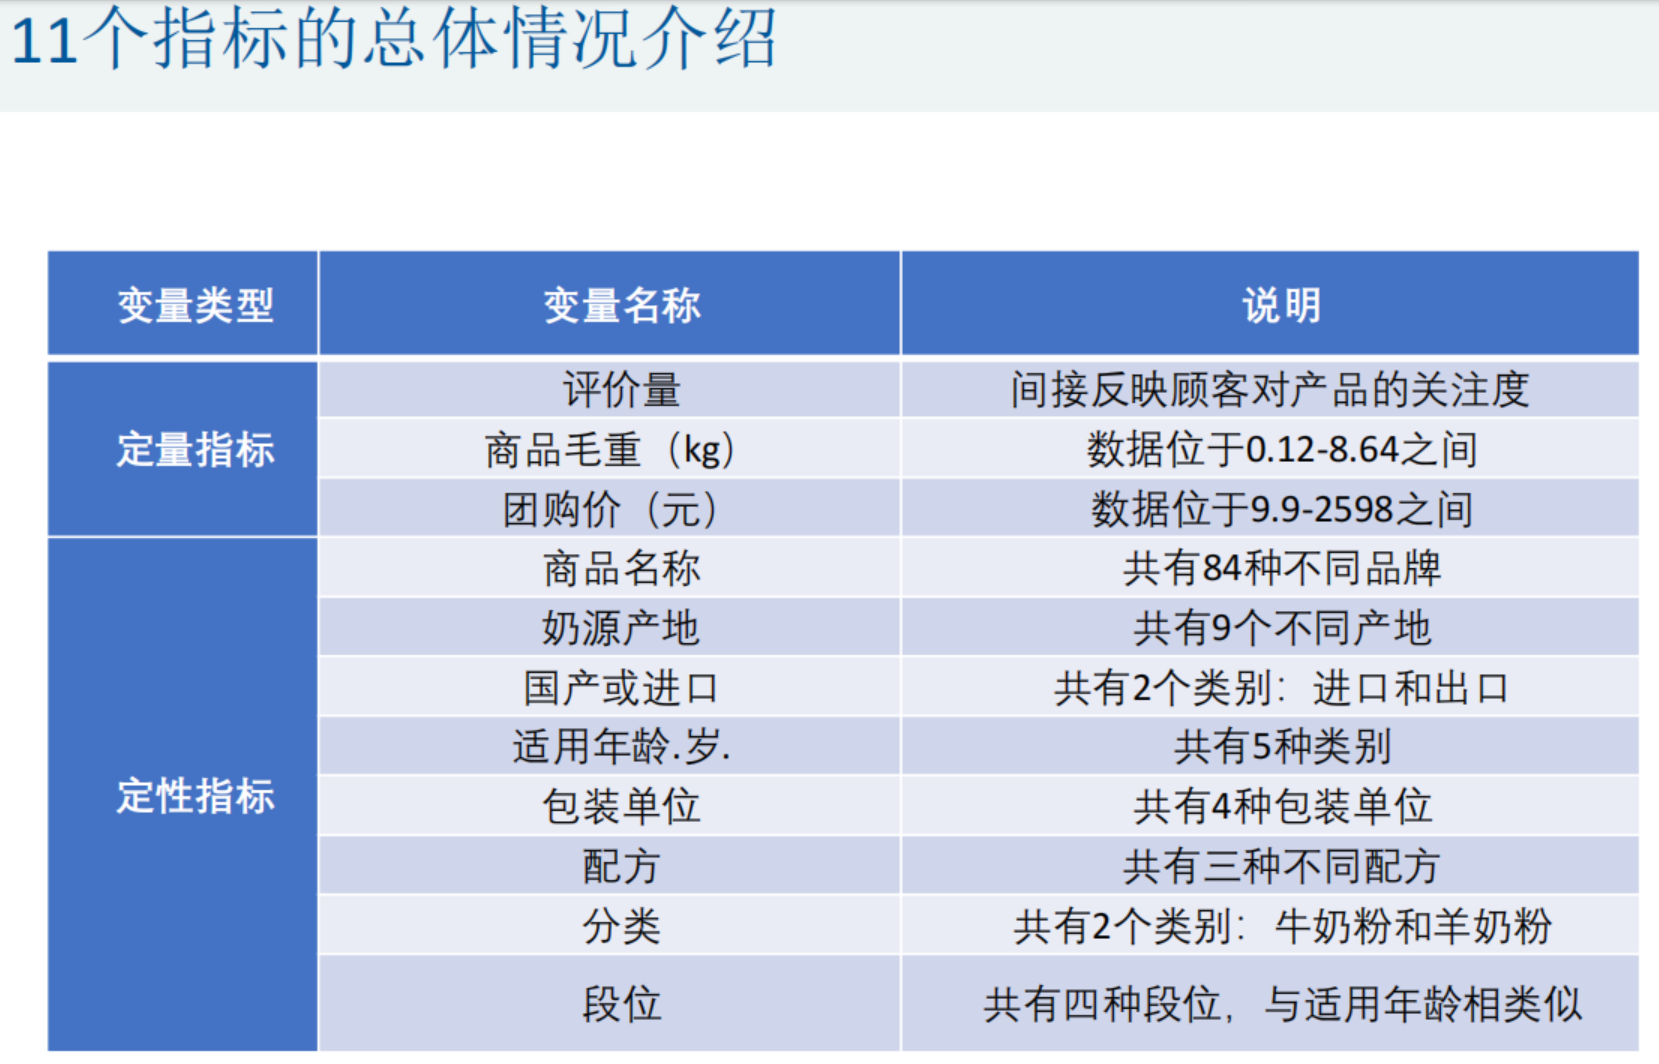 11个指标的总体情况介绍
变量类型 变量名称 说明
定量指标
评价量 间接反映顾客对产品的关注度
商品毛重（kg） 数据位于0.12-8.64之间
团购价（元） 数据位于9.9-2598之间
定性指标
商品名称 共有84种不同品牌
奶源产地 共有9个不同产地
国产或进口 共有2个类别：进口和出口
适用年龄.岁. 共有5种类别
包装单位 共有4种包装单位
配方 共有三种不同配方
分类 共有2个类别：牛奶粉和羊奶粉
段位 共有四种段位，与适用年龄相类似